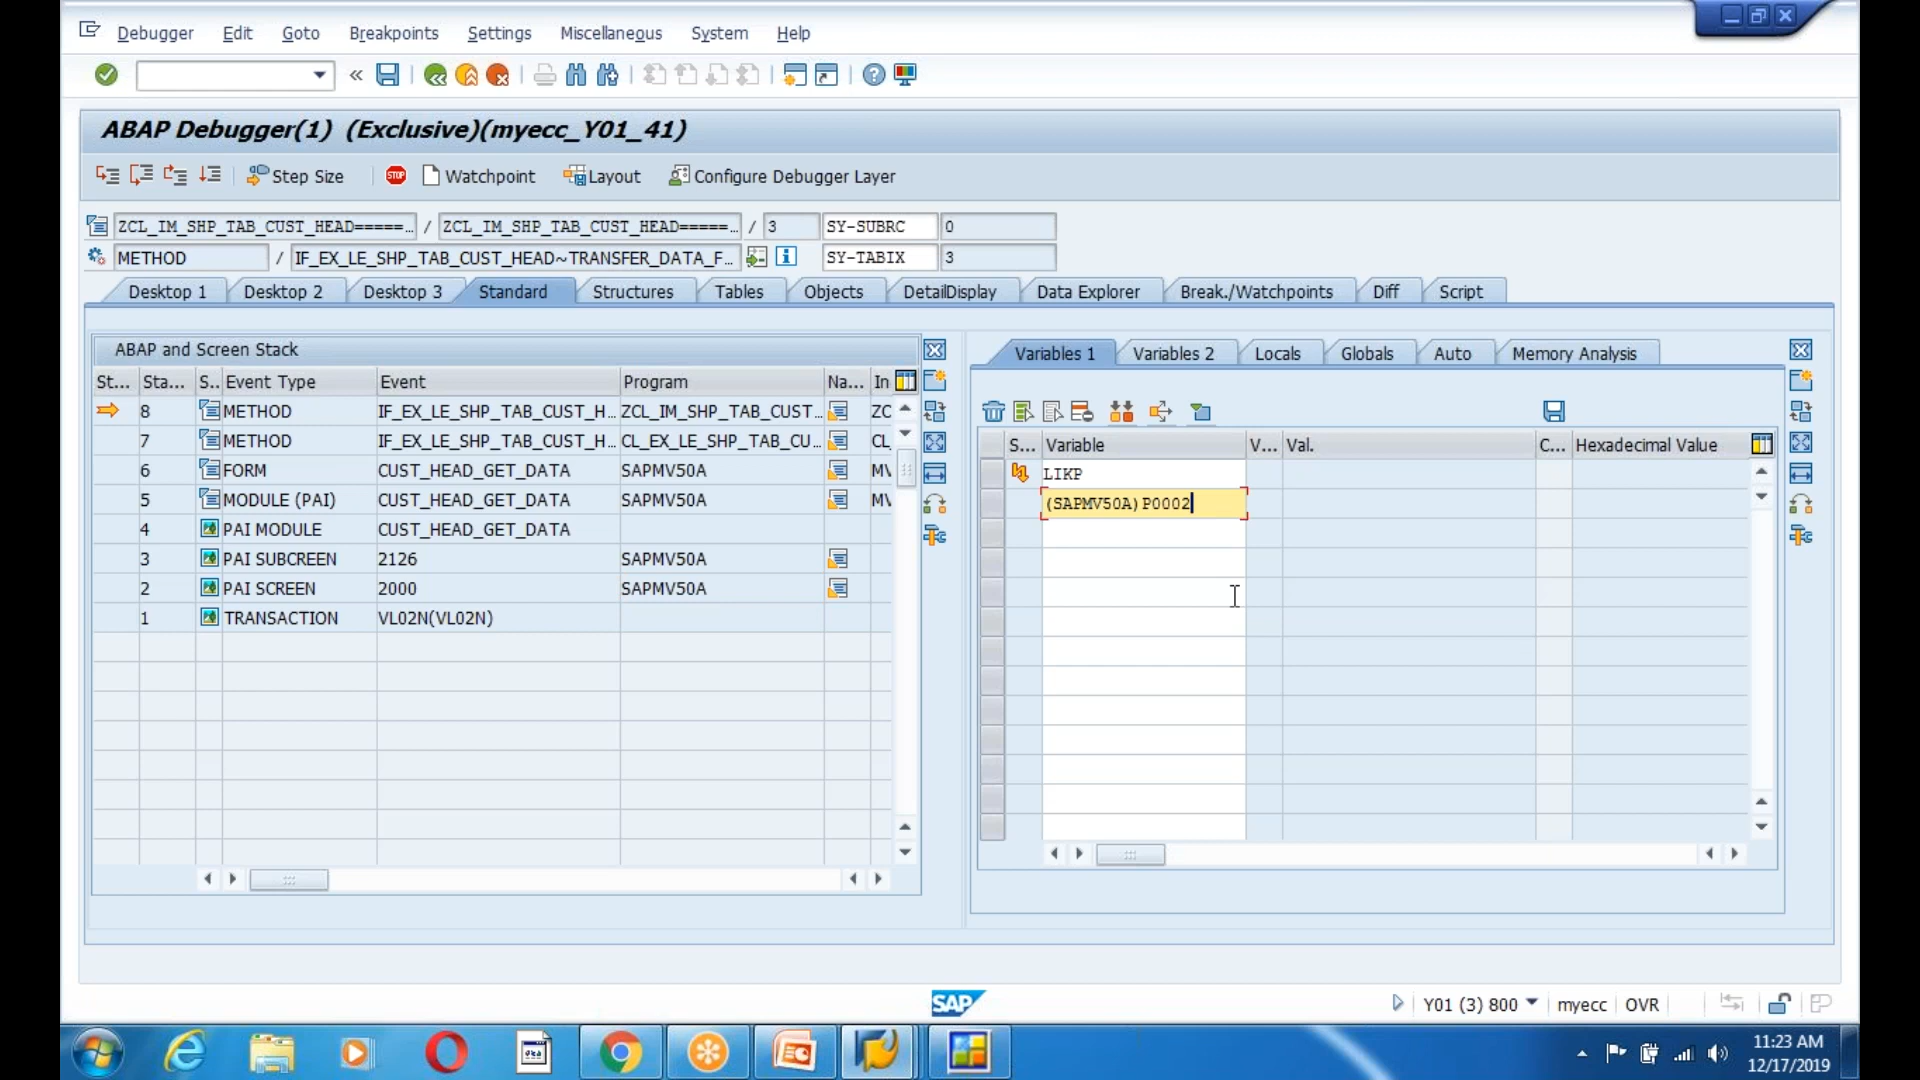 Debugger Edit Goto Breakpoints Settings Miscellaneous System Help
ABAP Debugger(1) (Exclusive)(myecc_Y01_41)
Step Size STOP Watchpoint Layout Configure Debugger Layer
ZCL_IM_SHP_TAB_CUST_HEAD=====... / ZCL_IM_SHP_TAB_CUST_HEAD=====... / 3 SY-SUBRC 0
METHOD / IF_EX_LE_SHP_TAB_CUST_HEAD~TRANSFER_DATA_F... SY-TABIX 3
Desktop 1 Desktop 2 Desktop 3 Standard Structures Tables Objects DetailDisplay Data Explorer Break./Watchpoints Diff Script
ABAP and Screen Stack
St... Sta... S.. Event Type Event Program Na... In
8 METHOD IF_EX_LE_SHP_TAB_CUST_H... ZCL_IM_SHP_TAB_CUST... ZC
7 METHOD IF_EX_LE_SHP_TAB_CUST_H... CL_EX_LE_SHP_TAB_CU... CL
6 FORM CUST_HEAD_GET_DATA SAPMV50A MV
5 MODULE (PAI) CUST_HEAD_GET_DATA SAPMV50A MV
4 PAI MODULE CUST_HEAD_GET_DATA
3 PAI SUBCREEN 2126 SAPMV50A
2 PAI SCREEN 2000 SAPMV50A
1 TRANSACTION VL02N(VL02N)
Variables 1 Variables 2 Locals Globals Auto Memory Analysis
S... Variable V... Val. C... Hexadecimal Value
LIKP
(SAPMV50A)P0002
SAP Y01 (3) 800 myecc OVR
11:23 AM
12/17/2019